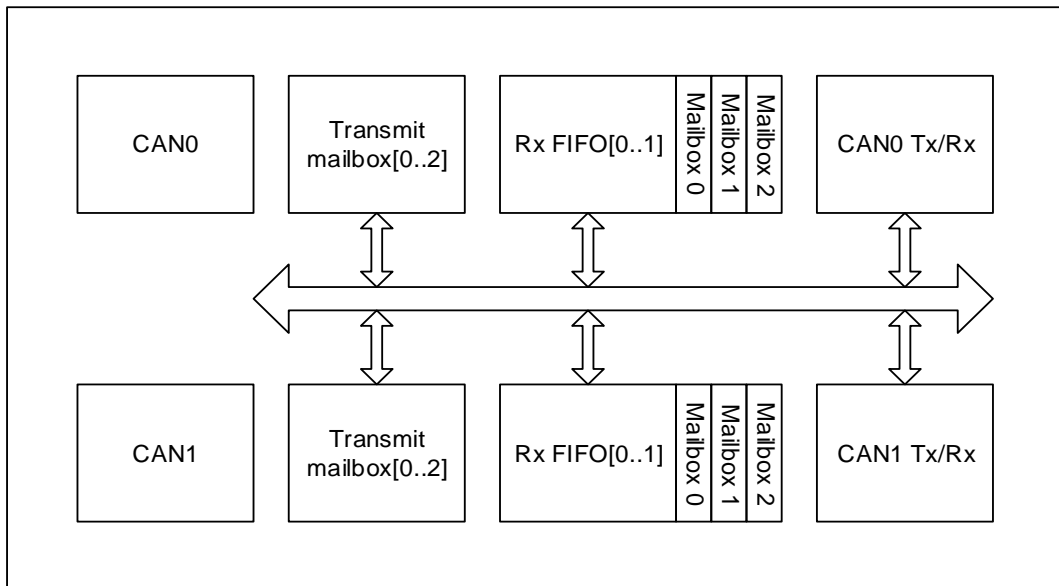 CAN0
Transmit
mailbox[0..2]
Rx FIFO[0..1]
Mailbox 0
Mailbox 1
Mailbox 2
CAN0 Tx/Rx
CAN1
Transmit
mailbox[0..2]
Rx FIFO[0..1]
Mailbox 0
Mailbox 1
Mailbox 2
CAN1 Tx/Rx